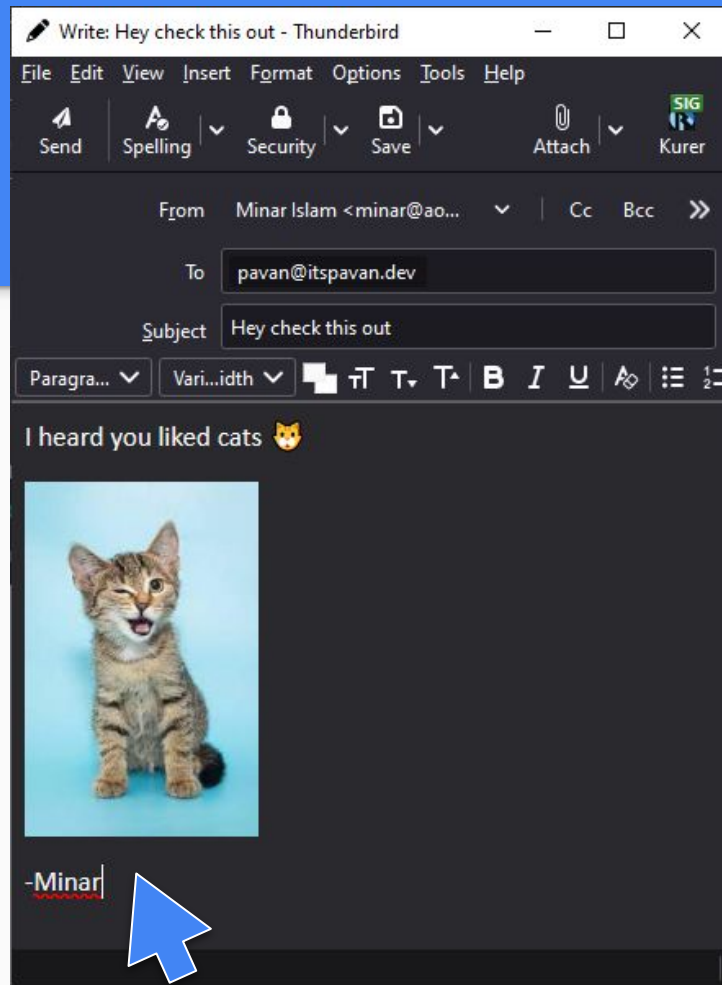 Write: Hey check this out - Thunderbird
File Edit View Insert Format Options Tools Help
SIG
Send Spelling Security Save Attach Kurer
From Minar Islam <minar@ao... Cc Bcc
To pavan@itspavan.dev
Subject Hey check this out
Paragra... Vari...idth B I U
I heard you liked cats 🐱
-Minar